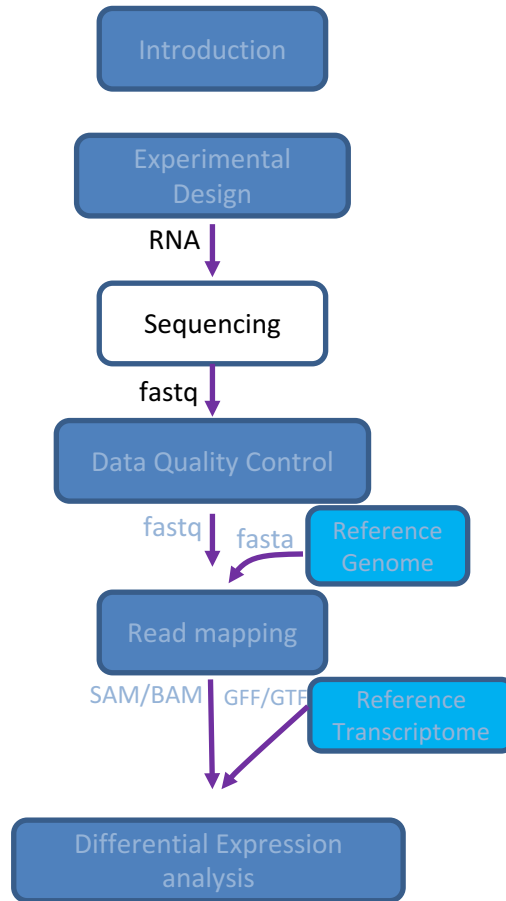 Introduction
Experimental
Design
RNA
Sequencing
fastq
Data Quality Control
fastq
fasta
Reference
Genome
Read mapping
SAM/BAM
GFF/GTF
Reference
Transcriptome
Differential Expression
analysis